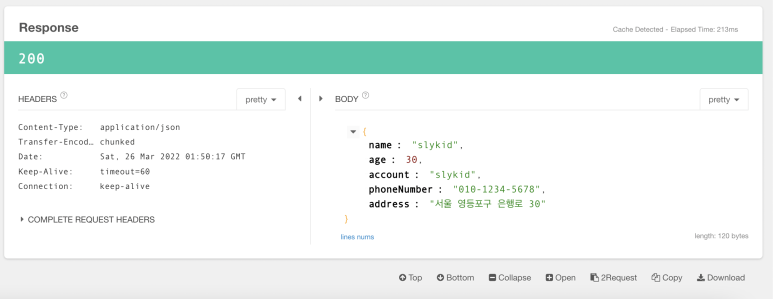 Response
Cache Detected - Elapsed Time: 213ms
200
HEADERS ?
pretty
Content-Type: application/json
Transfer-Encod… chunked
Date: Sat, 26 Mar 2022 01:50:17 GMT
Keep-Alive: timeout=60
Connection: keep-alive
COMPLETE REQUEST HEADERS
BODY ?
pretty
{
name : "slykid",
age : 30,
account : "slykid",
phoneNumber : "010-1234-5678",
address : "서울 영등포구 은행로 30"
}
lines nums
length: 120 bytes
Top Bottom Collapse Open 2Request Copy Download